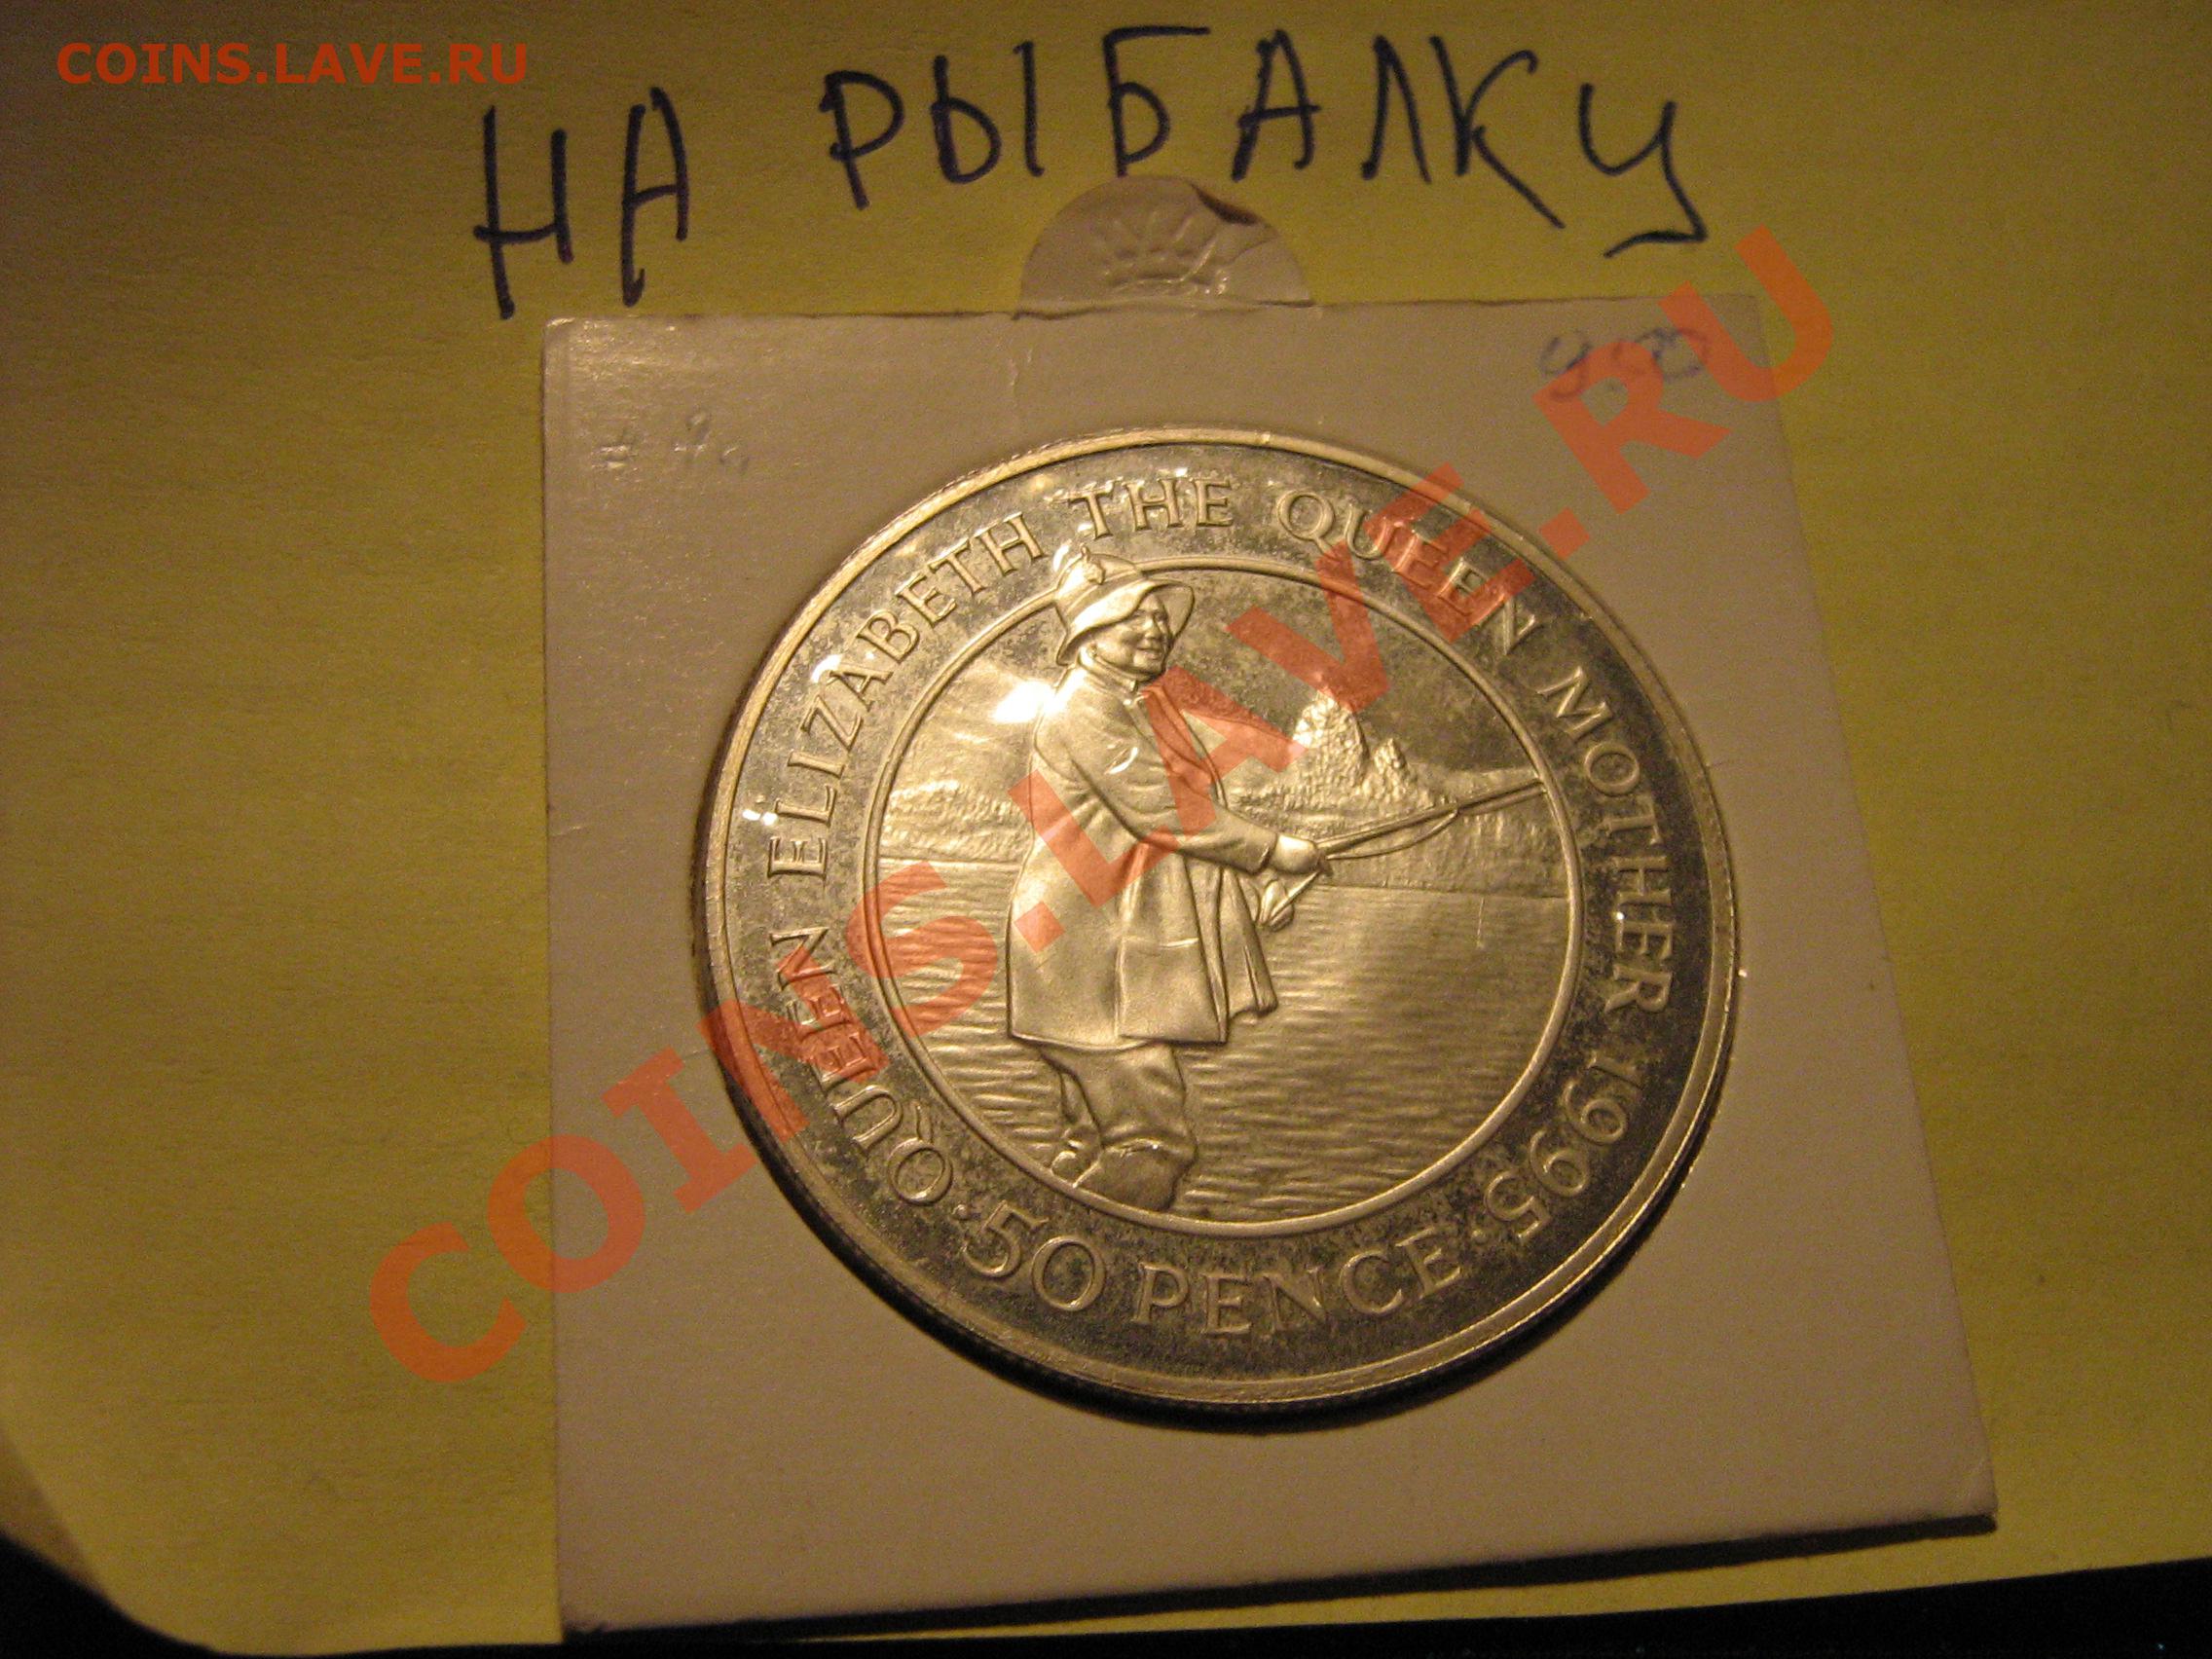 COINS.LAVE.RU
НА РЫБАЛКУ
QUEEN ELIZABETH THE QUEEN MOTHER 1995
· 50 PENCE ·
COINS.LAVE.RU